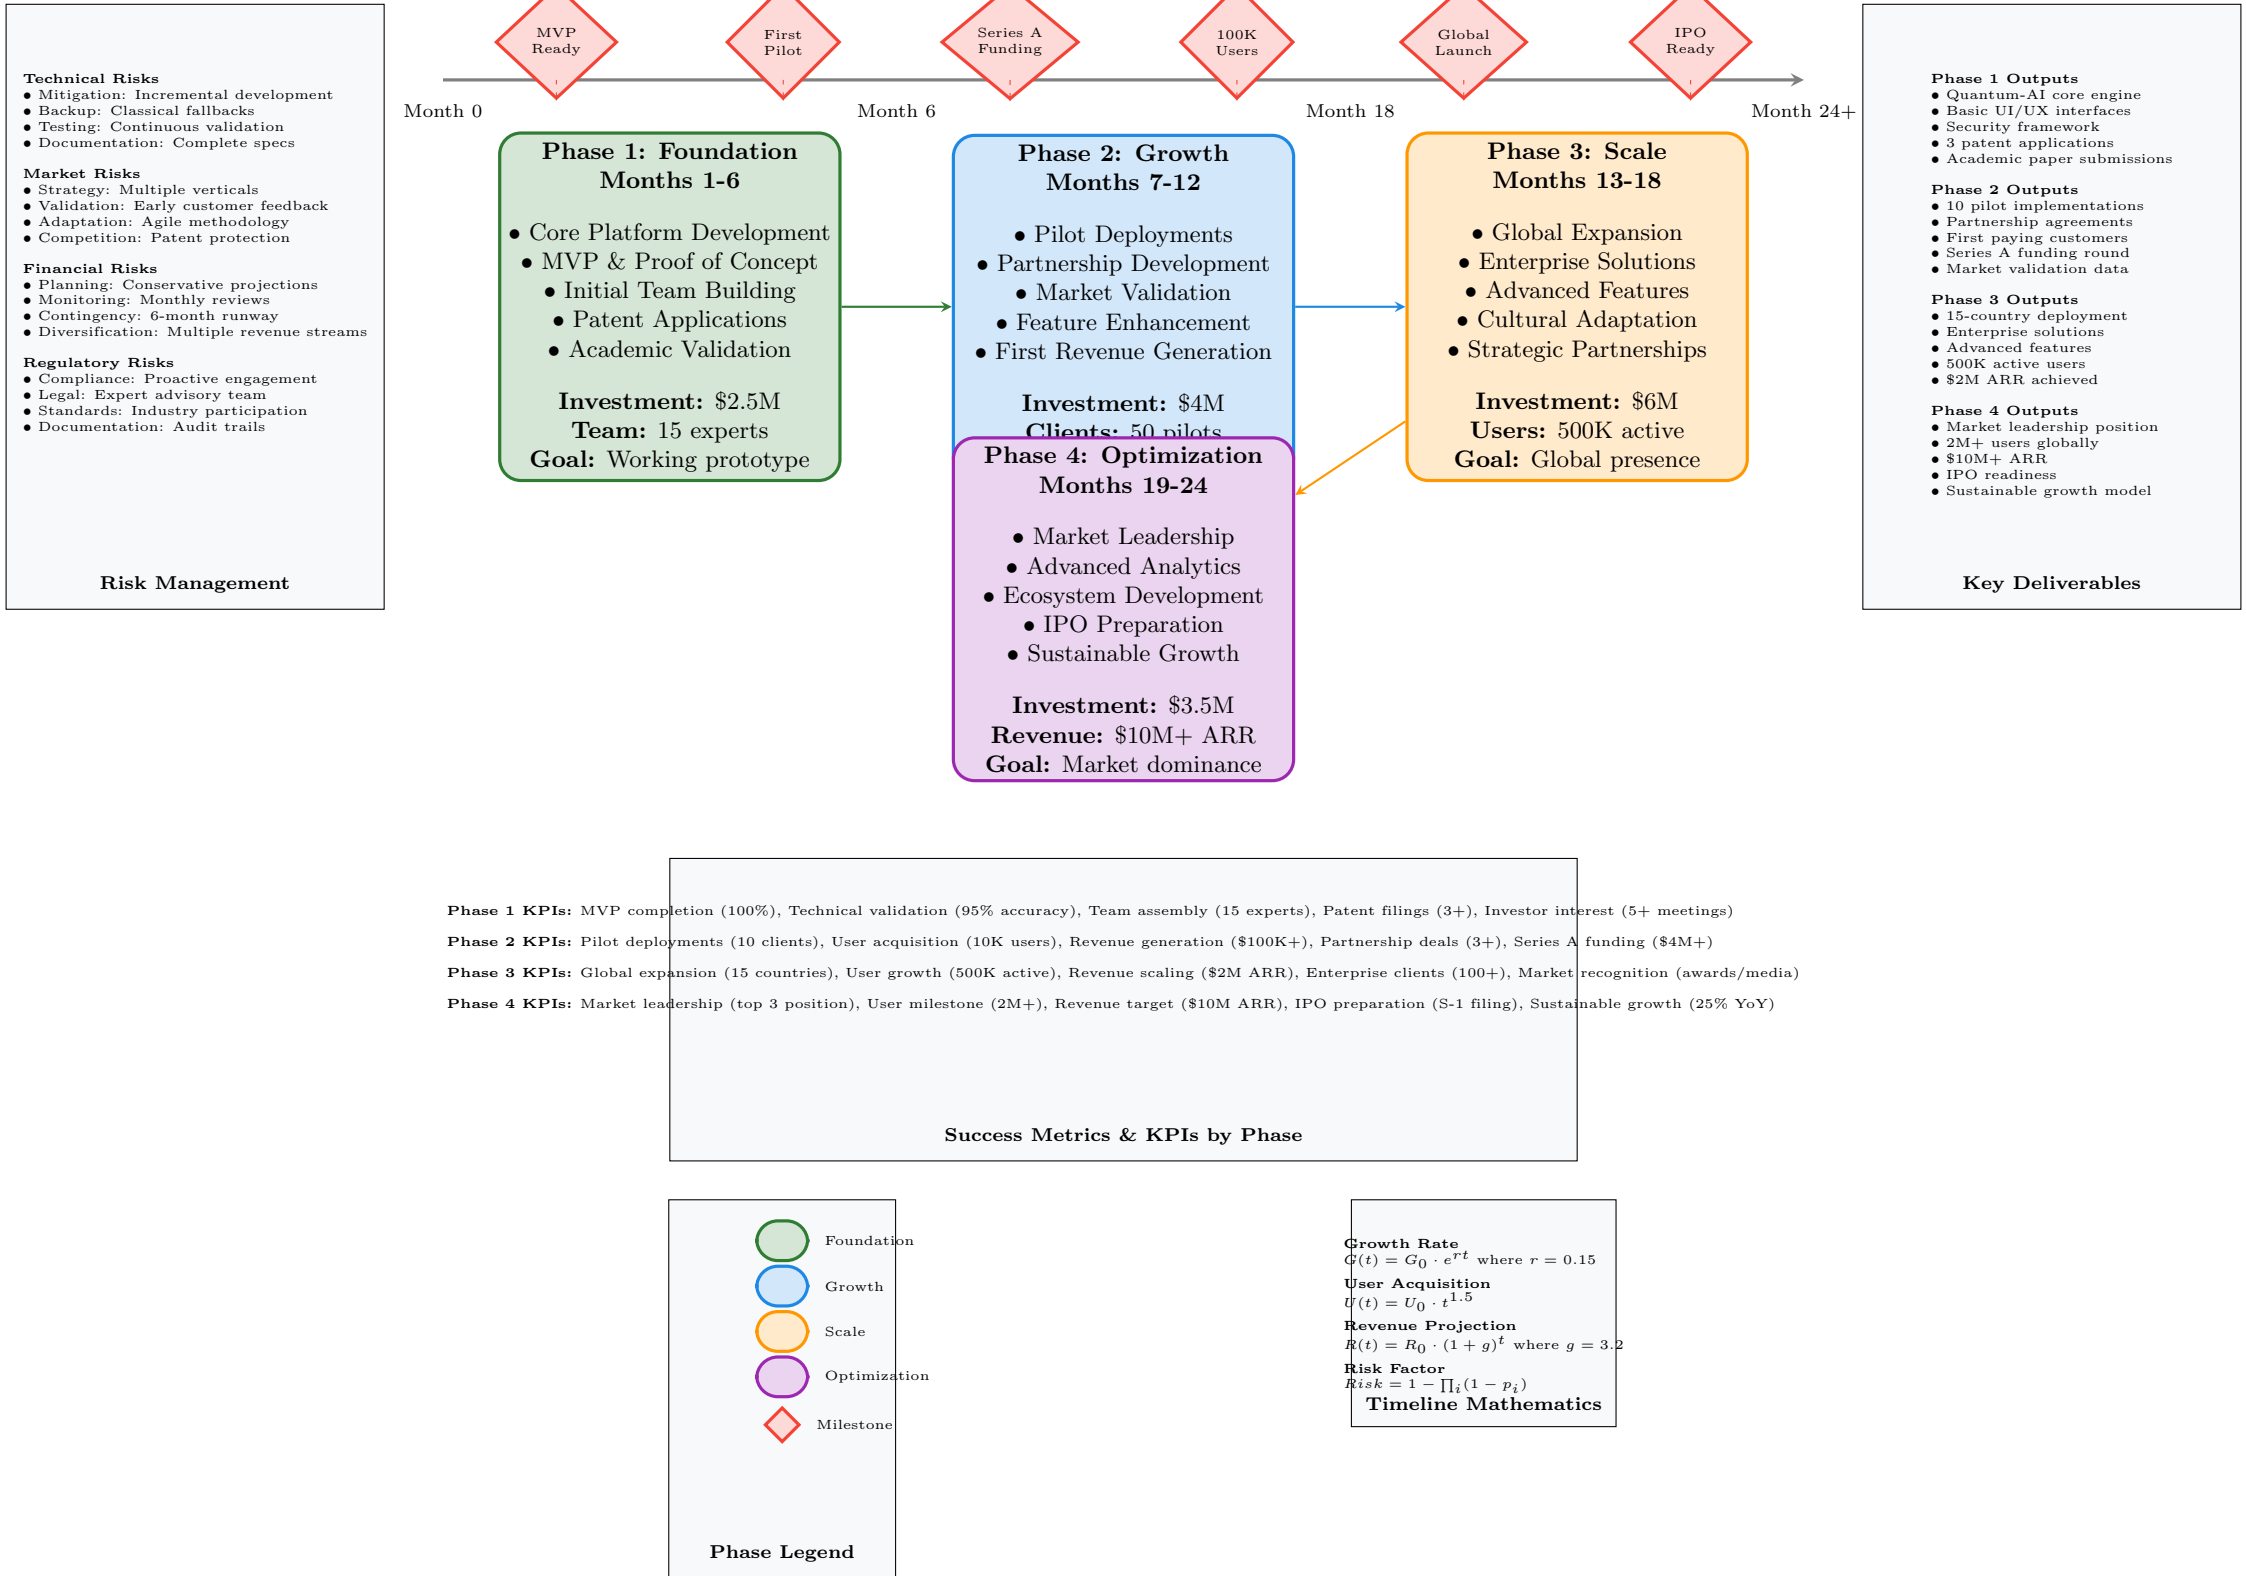 MVP
Ready
First
Pilot
Series A
Funding
100K
Users
Global
Launch
IPO
Ready
Month 0
Month 6
Month 18
Month 24+
Technical Risks
• Mitigation: Incremental development
• Backup: Classical fallbacks
• Testing: Continuous validation
• Documentation: Complete specs
Market Risks
• Strategy: Multiple verticals
• Validation: Early customer feedback
• Adaptation: Agile methodology
• Competition: Patent protection
Financial Risks
• Planning: Conservative projections
• Monitoring: Monthly reviews
• Contingency: 6-month runway
• Diversification: Multiple revenue streams
Regulatory Risks
• Compliance: Proactive engagement
• Legal: Expert advisory team
• Standards: Industry participation
• Documentation: Audit trails
Risk Management
Phase 1: Foundation
Months 1-6
• Core Platform Development
• MVP & Proof of Concept
• Initial Team Building
• Patent Applications
• Academic Validation
Investment: $2.5M
Team: 15 experts
Goal: Working prototype
Phase 2: Growth
Months 7-12
• Pilot Deployments
• Partnership Development
• Market Validation
• Feature Enhancement
• First Revenue Generation
Investment: $4M
Clients: 50 pilots
Phase 3: Scale
Months 13-18
• Global Expansion
• Enterprise Solutions
• Advanced Features
• Cultural Adaptation
• Strategic Partnerships
Investment: $6M
Users: 500K active
Goal: Global presence
Phase 4: Optimization
Months 19-24
• Market Leadership
• Advanced Analytics
• Ecosystem Development
• IPO Preparation
• Sustainable Growth
Investment: $3.5M
Revenue: $10M+ ARR
Goal: Market dominance
Phase 1 Outputs
• Quantum-AI core engine
• Basic UI/UX interfaces
• Security framework
• 3 patent applications
• Academic paper submissions
Phase 2 Outputs
• 10 pilot implementations
• Partnership agreements
• First paying customers
• Series A funding round
• Market validation data
Phase 3 Outputs
• 15-country deployment
• Enterprise solutions
• Advanced features
• 500K active users
• $2M ARR achieved
Phase 4 Outputs
• Market leadership position
• 2M+ users globally
• $10M+ ARR
• IPO readiness
• Sustainable growth model
Key Deliverables
Phase 1 KPIs: MVP completion (100%), Technical validation (95% accuracy), Team assembly (15 experts), Patent filings (3+), Investor interest (5+ meetings)
Phase 2 KPIs: Pilot deployments (10 clients), User acquisition (10K users), Revenue generation ($100K+), Partnership deals (3+), Series A funding ($4M+)
Phase 3 KPIs: Global expansion (15 countries), User growth (500K active), Revenue scaling ($2M ARR), Enterprise clients (100+), Market recognition (awards/media)
Phase 4 KPIs: Market leadership (top 3 position), User milestone (2M+), Revenue target ($10M ARR), IPO preparation (S-1 filing), Sustainable growth (25% YoY)
Success Metrics & KPIs by Phase
Foundation
Growth
Scale
Optimization
Milestone
Phase Legend
Growth Rate
G(t) = G₀ · e^{rt} where r = 0.15
User Acquisition
U(t) = U₀ · t^{1.5}
Revenue Projection
R(t) = R₀ · (1 + g)^t where g = 3.2
Risk Factor
Risk = 1 − ∏ᵢ(1 − pᵢ)
Timeline Mathematics